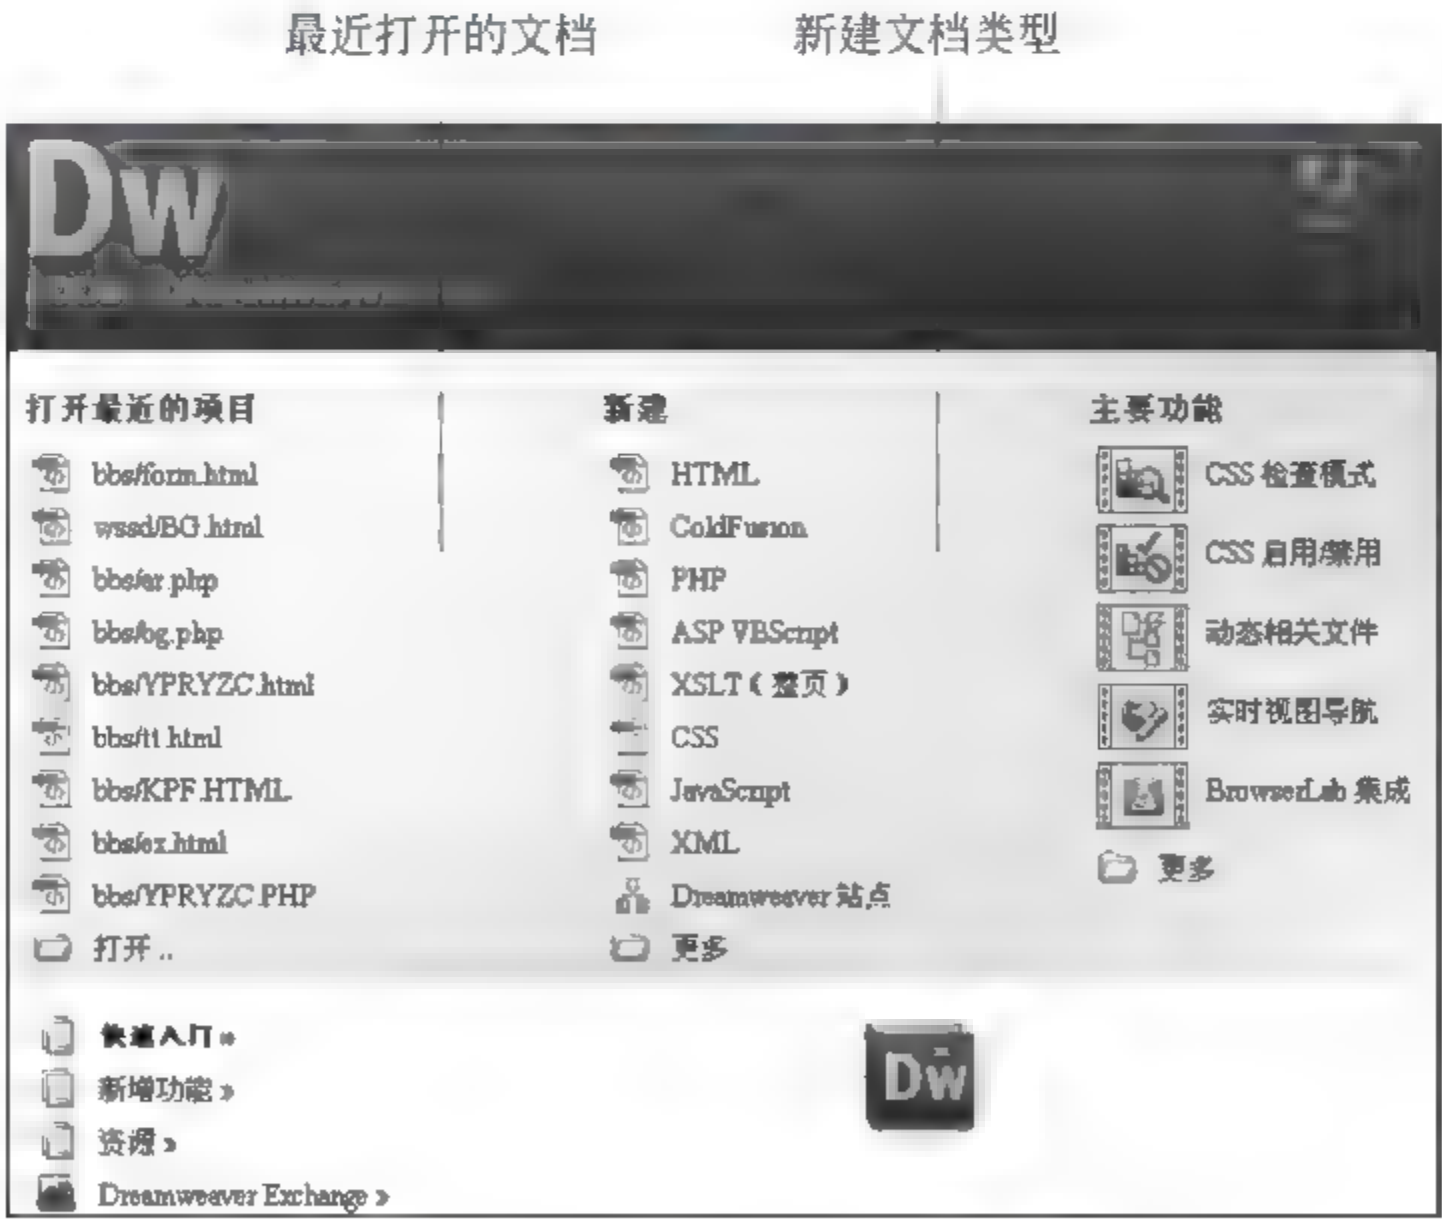 最近打开的文档
新建文档类型
Dw
打开最近的项目
bbs/form.html
wssd/BG.html
bbs/er.php
bbs/bg.php
bbs/YPRYZC.html
bbs/tt.html
bbs/KPF.HTML
bbs/ex.html
bbs/YPRYZC.PHP
打开..
新建
HTML
ColdFusion
PHP
ASP VBScript
XSLT（整页）
CSS
JavaScript
XML
Dreamweaver 站点
更多
主要功能
CSS 检查模式
CSS 启用/禁用
动态相关文件
实时视图导航
BrowserLab 集成
更多
快速入门 »
新增功能 »
资源 »
Dreamweaver Exchange »
Dw